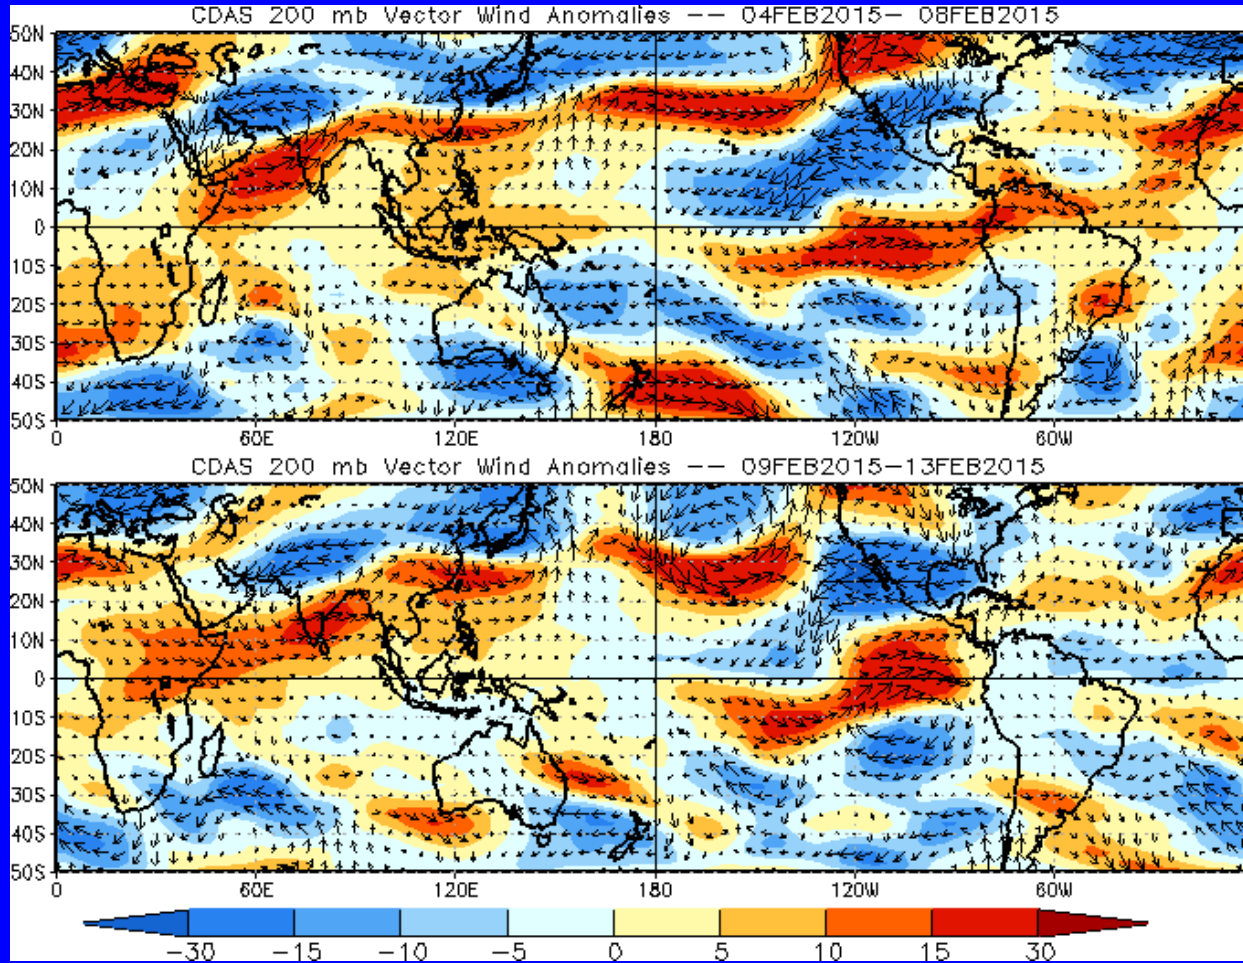 CDAS 200 mb Vector Wind Anomalies -- 04FEB2015- 08FEB2015
50N
40N
30N
20N
10N
0
10S
20S
30S
40S
50S
0 60E 120E 180 120W 60W
CDAS 200 mb Vector Wind Anomalies -- 09FEB2015-13FEB2015
50N
40N
30N
20N
10N
0
10S
20S
30S
40S
50S
0 60E 120E 180 120W 60W
-30 -15 -10 -5 0 5 10 15 30